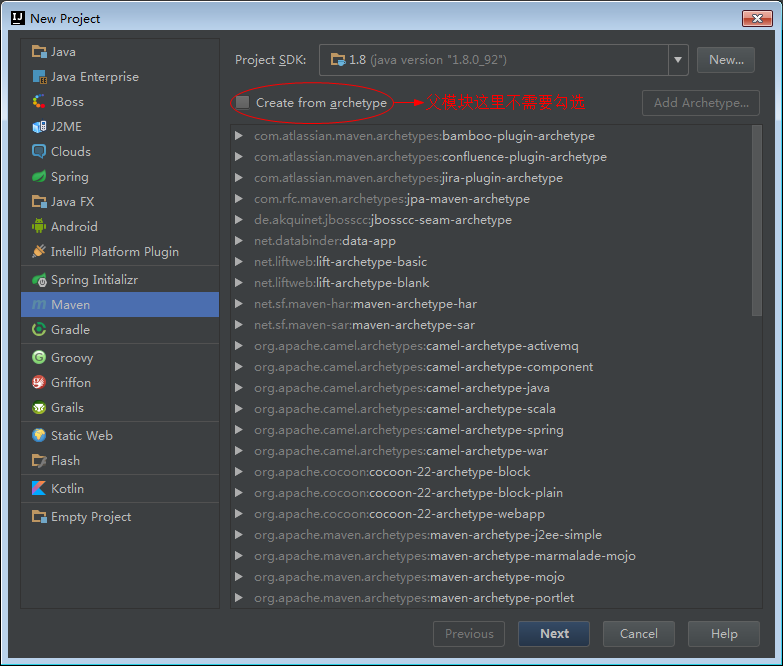 New Project
Java
Java Enterprise
JBoss
J2ME
Clouds
Spring
Java FX
Android
IntelliJ Platform Plugin
Spring Initializr
Maven
Gradle
Groovy
Griffon
Grails
Static Web
Flash
Kotlin
Empty Project
Project SDK: 1.8 (java version "1.8.0_92") New...
Create from archetype 父模块这里不需要勾选 Add Archetype...
com.atlassian.maven.archetypes:bamboo-plugin-archetype
com.atlassian.maven.archetypes:confluence-plugin-archetype
com.atlassian.maven.archetypes:jira-plugin-archetype
com.rfc.maven.archetypes:jpa-maven-archetype
de.akquinet.jbosscc:jbosscc-seam-archetype
net.databinder:data-app
net.liftweb:lift-archetype-basic
net.liftweb:lift-archetype-blank
net.sf.maven-har:maven-archetype-har
net.sf.maven-sar:maven-archetype-sar
org.apache.camel.archetypes:camel-archetype-activemq
org.apache.camel.archetypes:camel-archetype-component
org.apache.camel.archetypes:camel-archetype-java
org.apache.camel.archetypes:camel-archetype-scala
org.apache.camel.archetypes:camel-archetype-spring
org.apache.camel.archetypes:camel-archetype-war
org.apache.cocoon:cocoon-22-archetype-block
org.apache.cocoon:cocoon-22-archetype-block-plain
org.apache.cocoon:cocoon-22-archetype-webapp
org.apache.maven.archetypes:maven-archetype-j2ee-simple
org.apache.maven.archetypes:maven-archetype-marmalade-mojo
org.apache.maven.archetypes:maven-archetype-mojo
org.apache.maven.archetypes:maven-archetype-portlet
Previous Next Cancel Help